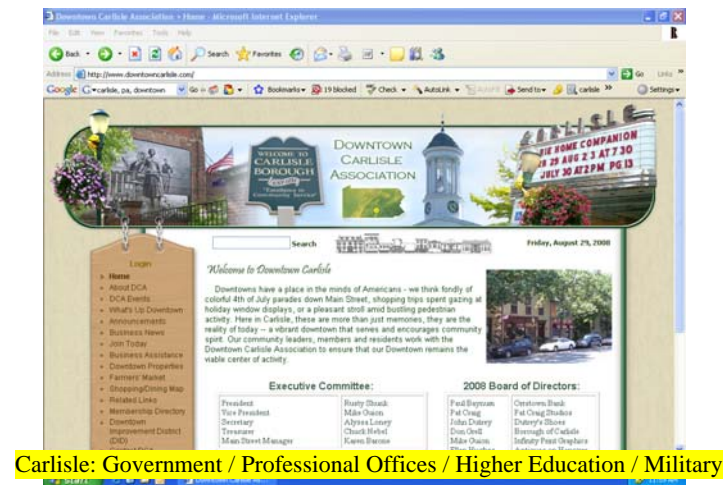 Downtown Carlisle Association > Home - Microsoft Internet Explorer
File Edit View Favorites Tools Help
Back Search Favorites
Address http://www.downtowncarlisle.com/ Go Links
Google carlisle, pa, downtown Go Bookmarks 19 blocked Check AutoLink Send to carlisle Settings
WELCOME TO
CARLISLE
BOROUGH
DOWNTOWN
CARLISLE
ASSOCIATION
CARLISLE
HOME COMPANION
29 AUG 2 3 AT 7 30
JULY 30 AT 2 PM PG 13
Search
Friday, August 29, 2008
Login
Home
About DCA
DCA Events
What's Up Downtown
Announcements
Business News
Join Today
Business Assistance
Downtown Properties
Farmers' Market
Shopping/Dining Map
Related Links
Membership Directory
Downtown
Improvement District
(DID)
Welcome to Downtown Carlisle
Downtowns have a place in the minds of Americans - we think fondly of
colorful 4th of July parades down Main Street, shopping trips spent gazing at
holiday window displays, or a pleasant stroll amid bustling pedestrian
activity. Here in Carlisle, these are more than just memories, they are the
reality of today -- a vibrant downtown that serves and encourages community
spirit. Our community leaders, members and residents work with the
Downtown Carlisle Association to ensure that our Downtown remains the
viable center of activity.
Executive Committee:
President Rusty Shunk
Vice President Mike Guion
Secretary Alyssa Loney
Treasurer Chuck Nebel
Main Street Manager Karen Barone
2008 Board of Directors:
Paul Bayman Orrstown Bank
Pat Craig Pat Craig Studios
John Dutrey Dutrey's Shoes
Don Grell Borough of Carlisle
Mike Guion Infinity Print Graphics
Carlisle: Government / Professional Offices / Higher Education / Military